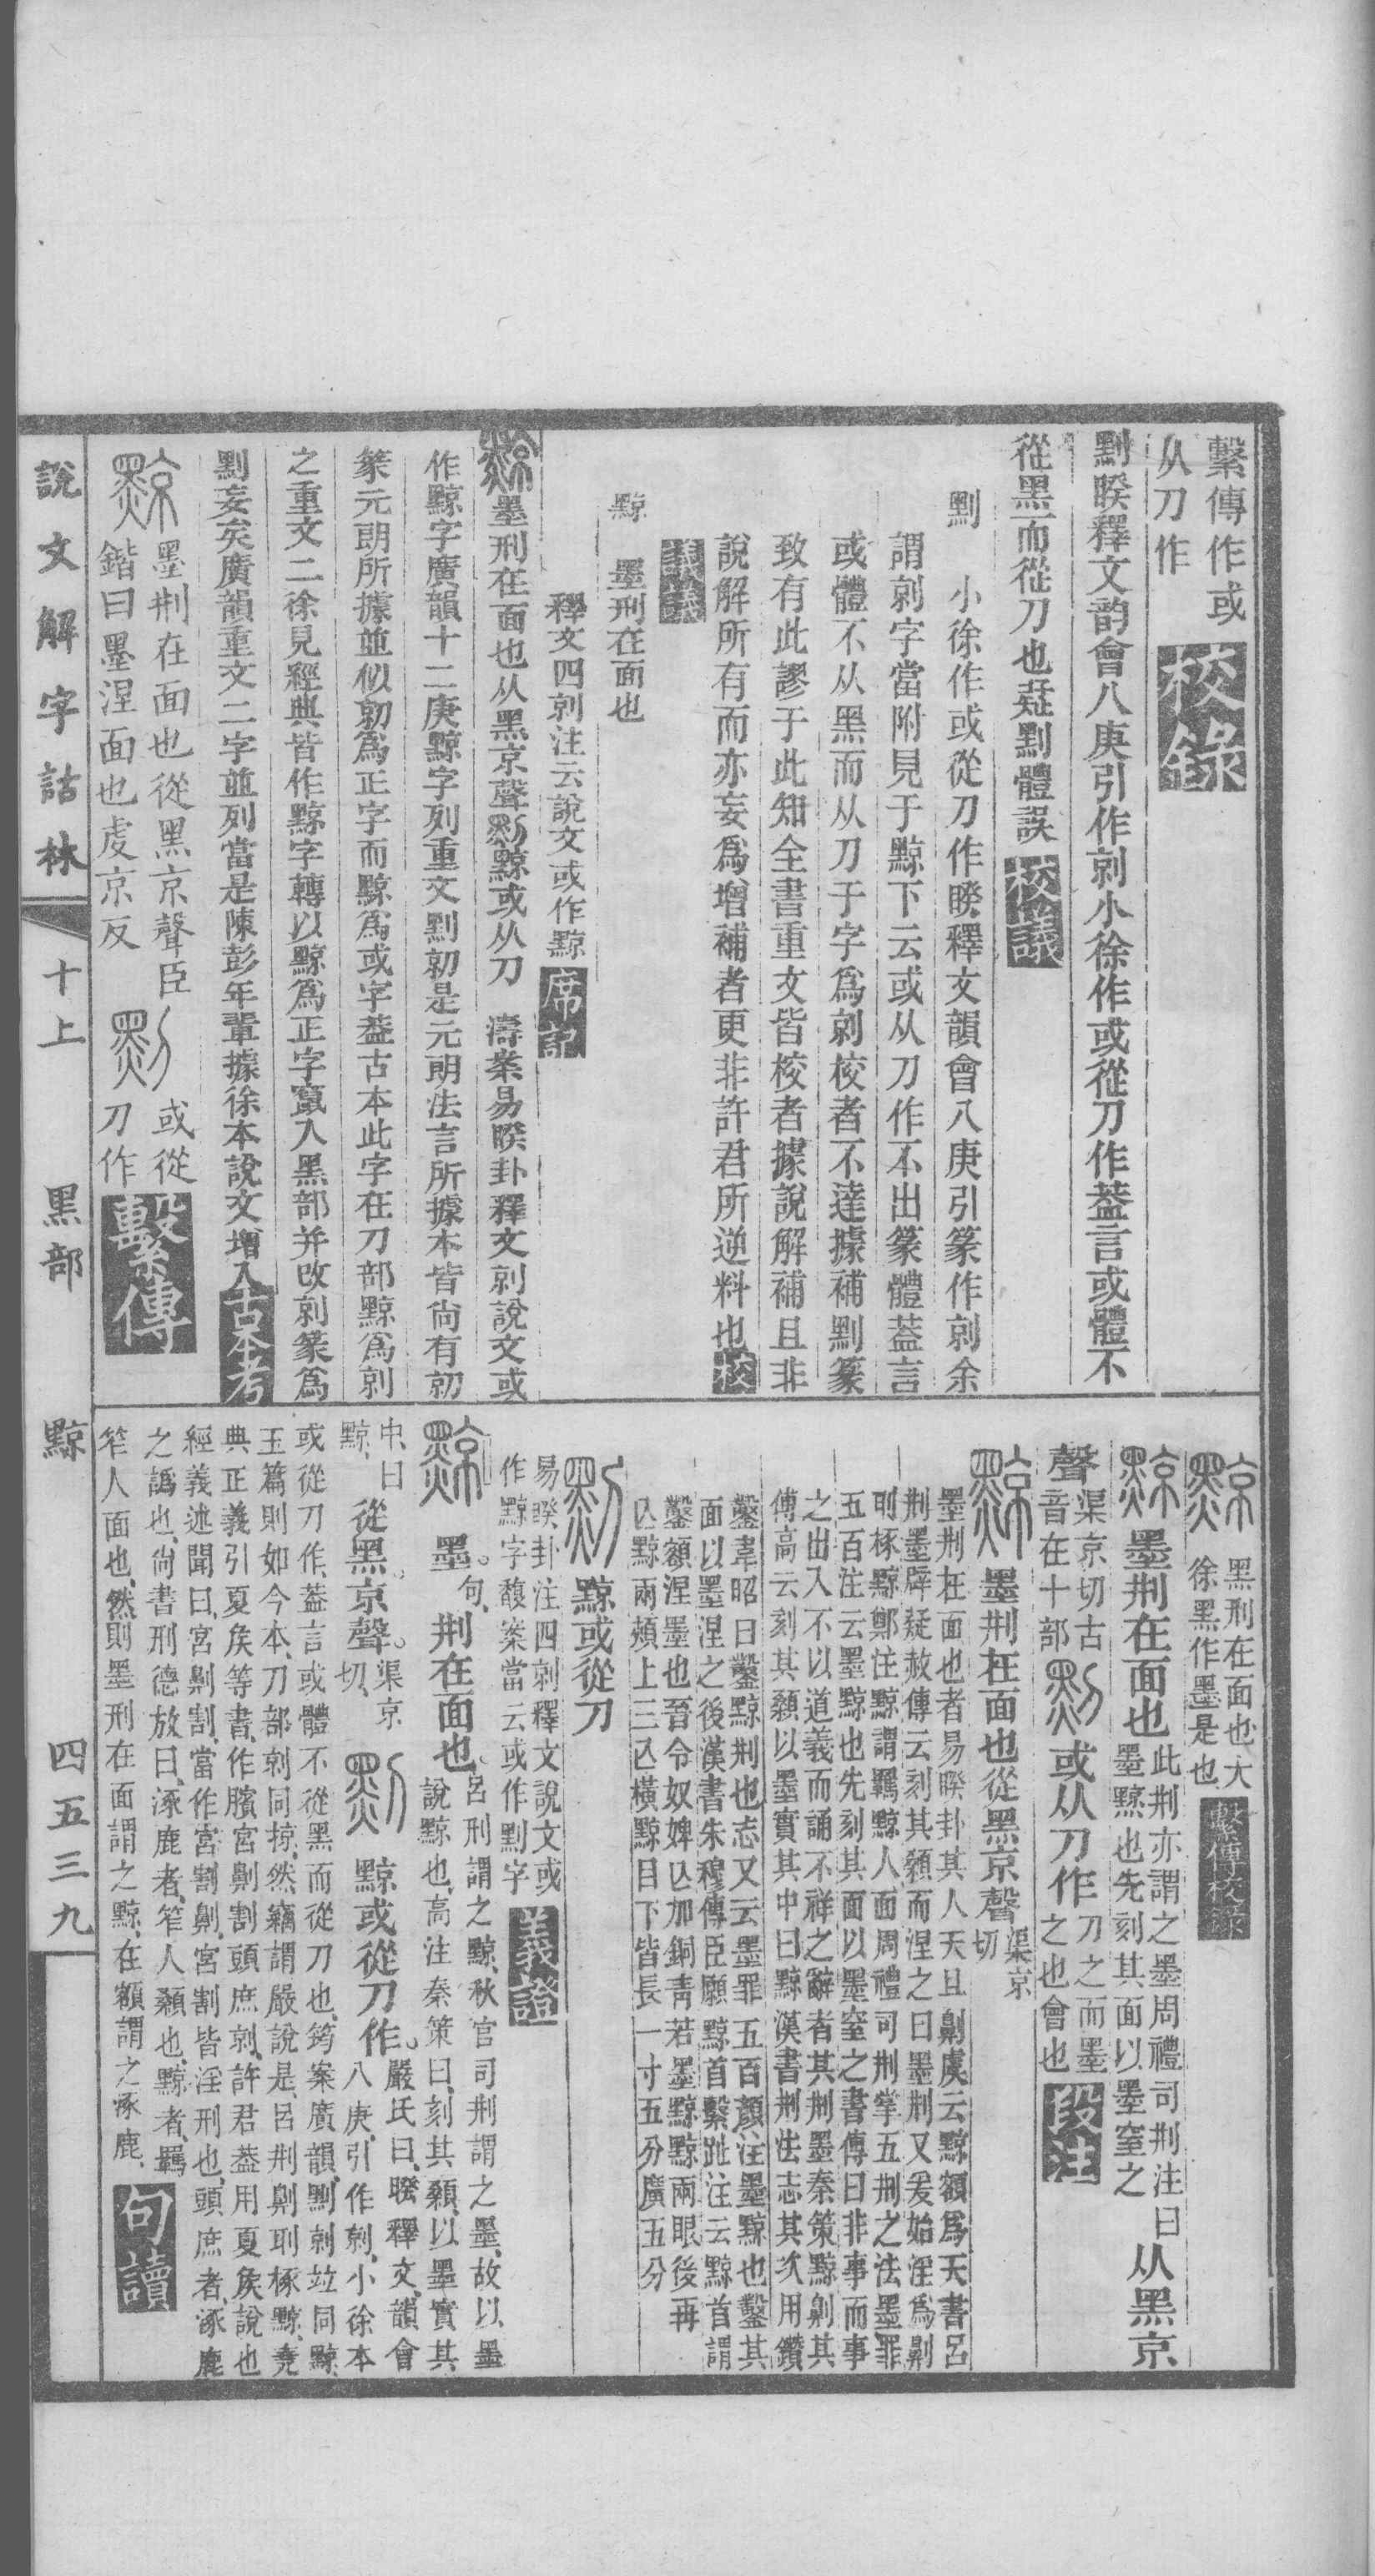 繫傳作或
从刀作
校錄
剠睽釋文韵會八庚引作剠小徐作或從刀作葢言或體不
從黑而從刀也疑剠體誤
校議
剠 小徐作或從刀作睽釋文韻會八庚引篆作剠余
謂剠字當附見于黥下云或从刀作不出篆體葢言
或體不从黑而从刀于字爲剠校者不達據補剠篆
致有此謬于此知全書重文皆校者據說解補且非
說解所有而亦妄爲增補者更非許君所逆料也
校
議議
黥 墨刑在面也
釋文四剠注云說文或作黥
席記
墨刑在面也从黑京聲 黥或从刀 濤案易睽卦釋文剠說文或
作黥字廣韻十二庚黥字列重文剠剠是元朗法言所據本皆尙有剠
篆元朗所據並似剠爲正字而黥爲或字葢古本此字在刀部黥爲剠
之重文二徐見經典皆作黥字轉以黥爲正字竄入黑部并改剠篆爲
剠妄矣廣韻重文二字並列當是陳彭年輩據徐本說文增入
古本考
墨刑在面也從黑京聲臣
鍇曰墨涅面也虔京反
或從
刀作
繫傳
黑刑在面也大
徐黑作墨是也
繫傳校錄
墨荆在面也
此荆亦謂之墨周禮司荆注曰
墨黥也先刻其面以墨窒之
从黑京
聲
渠京切古
音在十部
或从刀作
刀之而墨
之也會也
段注
墨荆在面也從黑京聲
渠京
切
墨荆在面也者易睽卦其人天且劓虞云黥額爲天書呂
荆墨辟疑赦傳云刻其顙而涅之曰墨荆又爰始淫爲劓
刵椓黥鄭注黥謂羈黥人面周禮司荆掌五荆之法墨罪
五百注云墨黥也先刻其面以墨窒之書傳曰非事而事
之出入不以道義而誦不祥之辭者其荆墨秦策黥劓其
傅高云刻其顙以墨實其中曰黥漢書荆法志其次用鑽
鑿韋昭曰鑿黥荆也志又云墨罪五百顏注墨黥也鑿其
面以墨涅之後漢書朱穆傳臣願黥首繫趾注云黥首謂
鑿額涅墨也晉令奴婢亾加銅靑若墨黥黥兩眼後再
亾黥兩頰上三亾橫黥目下皆長一寸五分廣五分
黥或從刀
易睽卦注四剠釋文說文或
作黥字馥案當云或作剠字
義證
墨句荆在面也
呂刑謂之黥秋官司荆謂之墨故以墨
說黥也高注秦策曰刻其顙以墨實其
中曰
黥
從黑京聲
渠京
切
黥或從刀作
嚴氏曰睽釋文韻會
八庚引作剠小徐本
或從刀作葢言或體不從黑而從刀也筠案廣韻剠剠竝同黥
玉篇則如今本刀部剠同掠然竊謂嚴說是呂荆劓刵椓黥堯
典正義引夏侯等書作臏宮劓割頭庶剠許君葢用夏侯說也
經義述聞曰宮劓割當作宮割劓宮割皆淫刑也頭庶者涿鹿
之譌也尙書刑德放曰涿鹿者笮人顙也黥者羈
笮人面也然則墨刑在面謂之黥在額謂之涿鹿
句讀
說文解字詁林
十上
黑部
黥
四五三九